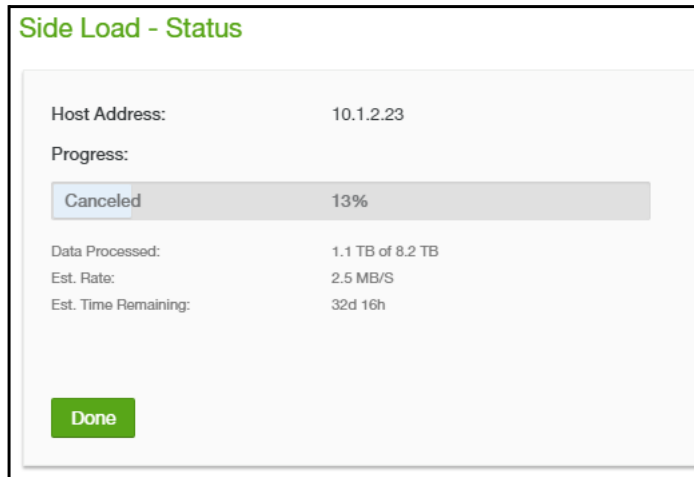 Side Load - Status
Host Address: 10.1.2.23
Progress:
Canceled 13%
Data Processed: 1.1 TB of 8.2 TB
Est. Rate: 2.5 MB/S
Est. Time Remaining: 32d 16h
Done